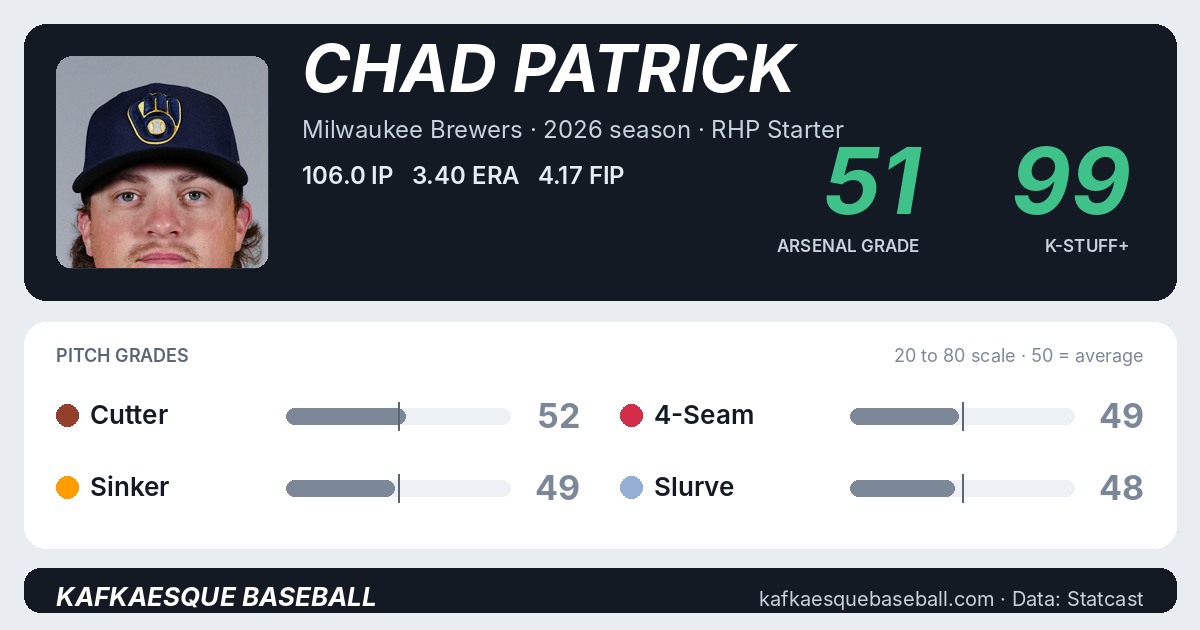 CHAD PATRICK
Milwaukee Brewers · 2026 season · RHP Starter
106.0 IP 3.40 ERA 4.17 FIP
51 99
ARSENAL GRADE K-STUFF+
PITCH GRADES 20 to 80 scale · 50 = average
Cutter 52 4-Seam 49
Sinker 49 Slurve 48
KAFKAESQUE BASEBALL kafkaesquebaseball.com · Data: Statcast